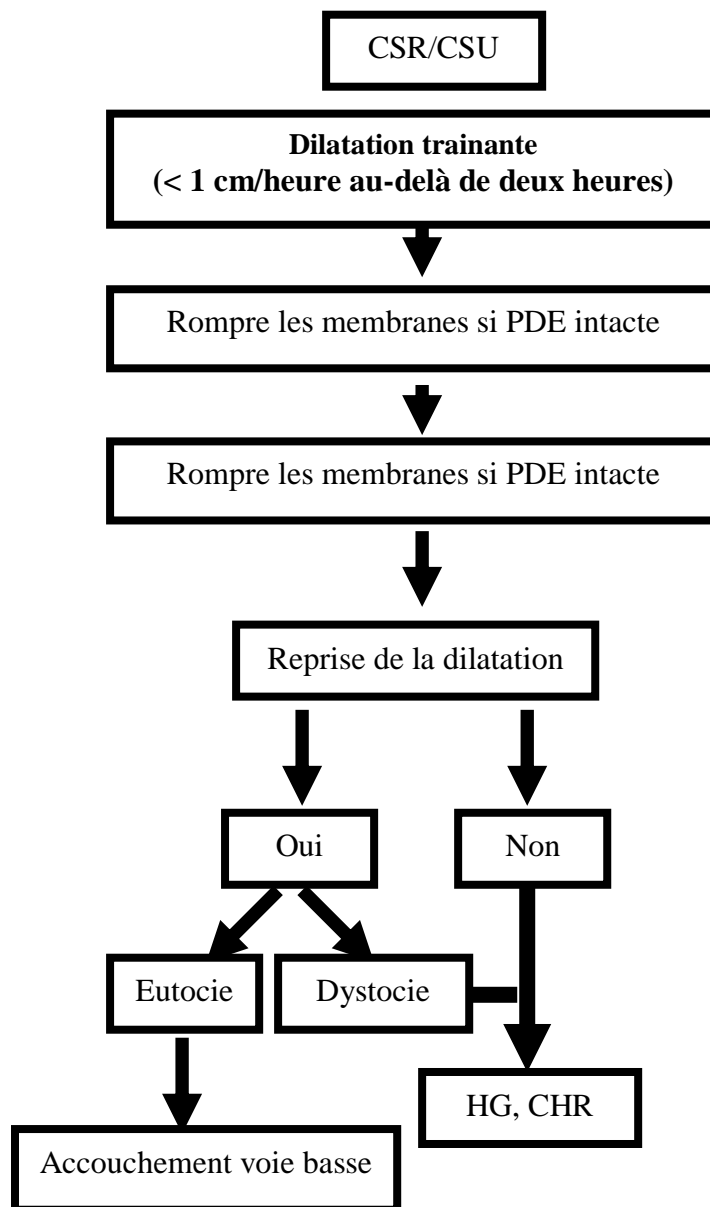 CSR/CSU
Dilatation trainante
(< 1 cm/heure au-delà de deux heures)
Rompre les membranes si PDE intacte
Rompre les membranes si PDE intacte
Reprise de la dilatation
Oui
Non
Eutocie
Dystocie
HG, CHR
Accouchement voie basse